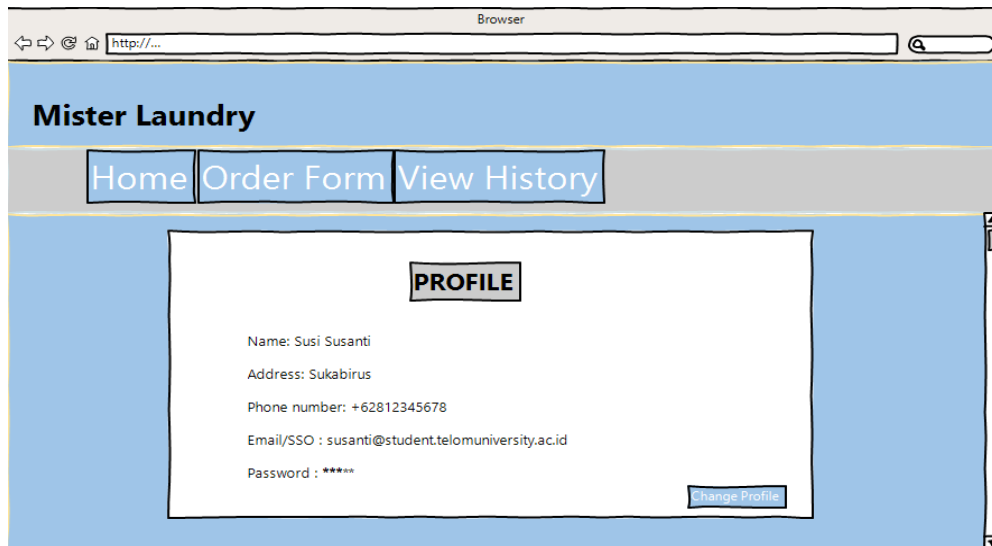 Browser
http://...
Mister Laundry
Home Order Form View History
PROFILE
Name: Susi Susanti
Address: Sukabirus
Phone number: +62812345678
Email/SSO : susanti@student.telomuniversity.ac.id
Password : *****
Change Profile